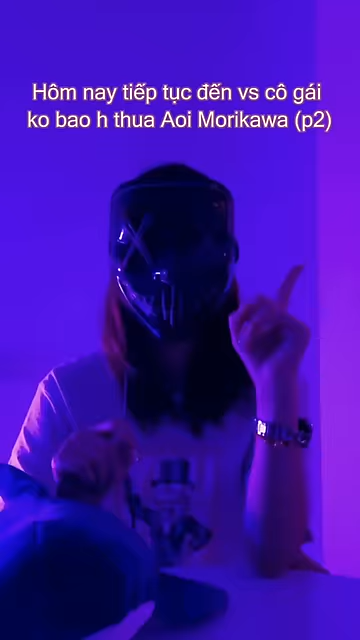 Hôm nay tiếp tục đến vs cô gái
ko bao h thua Aoi Morikawa (p2)